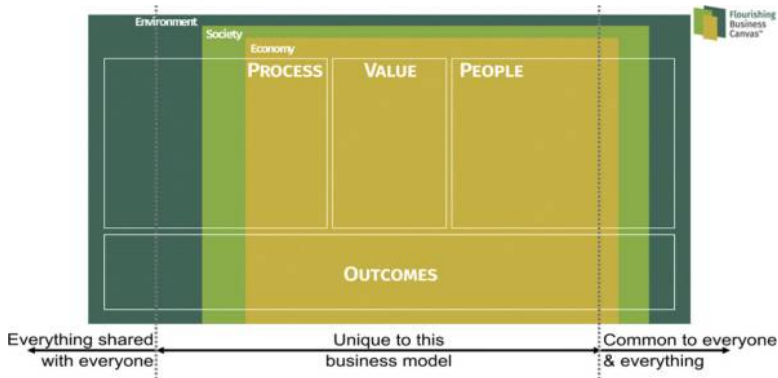 Environment
Society
Economy
Flourishing
Business
Canvas™
PROCESS
VALUE
PEOPLE
OUTCOMES
Everything shared
with everyone
Unique to this
business model
Common to everyone
& everything